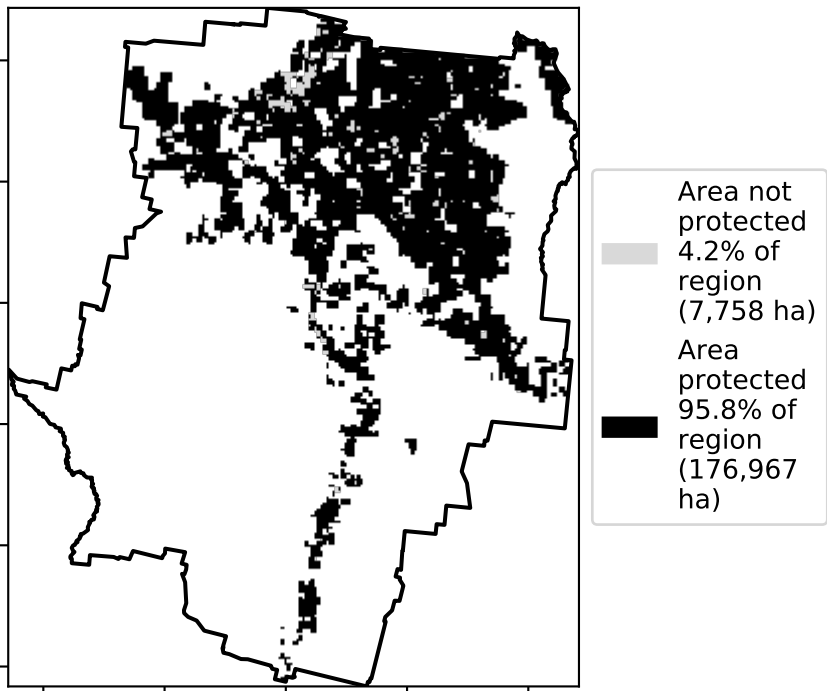 Area not
protected
4.2% of
region
(7,758 ha)
Area
protected
95.8% of
region
(176,967
ha)